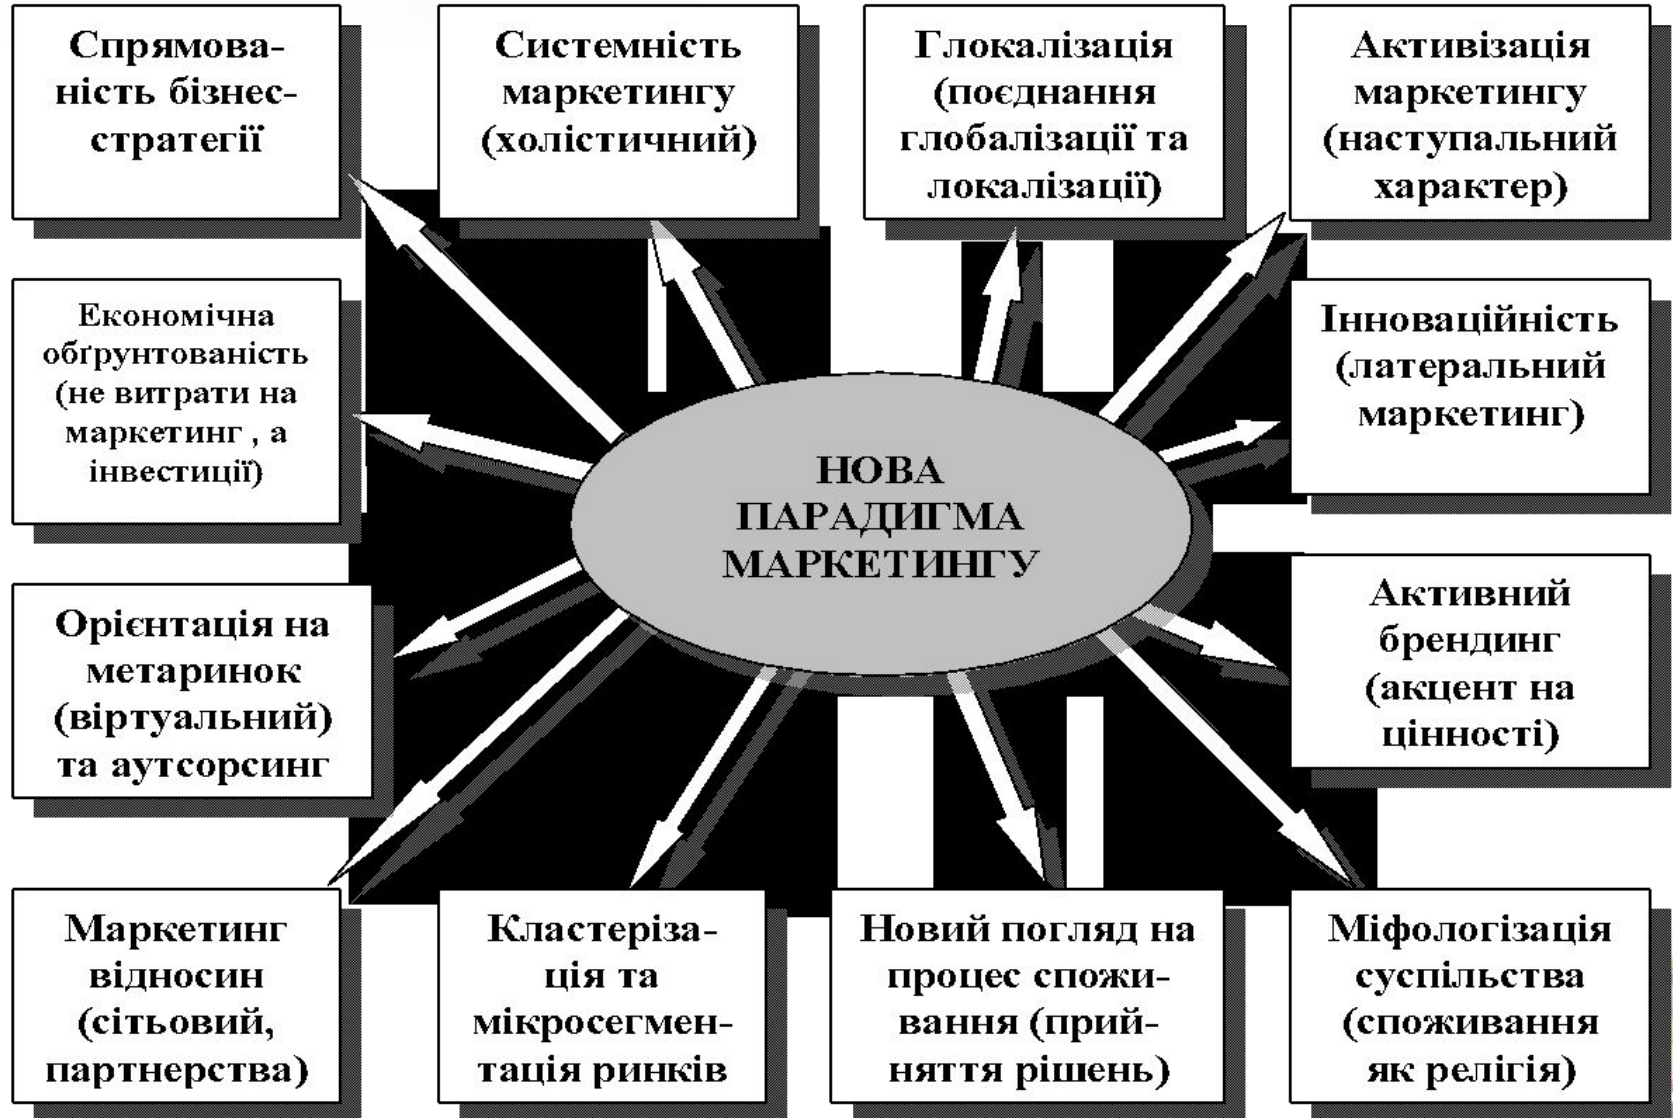 Спрямова-
ність бізнес-
стратегії
Системність
маркетингу
(холістичний)
Глокалізація
(поєднання
глобалізації та
локалізації)
Активізація
маркетингу
(наступальний
характер)
Економічна
обґрунтованість
(не витрати на
маркетинг , а
інвестиції)
Інноваційність
(латеральний
маркетинг)
НОВА
ПАРАДИГМА
МАРКЕТИНГУ
Орієнтація на
метаринок
(віртуальний)
та аутсорсинг
Активний
брендинг
(акцент на
цінності)
Маркетинг
відносин
(сітьовий,
партнерства)
Кластеріза-
ція та
мікросегмен-
тація ринків
Новий погляд на
процес спожи-
вання (прий-
няття рішень)
Міфологізація
суспільства
(споживання
як релігія)